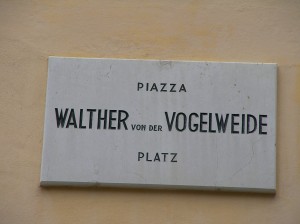 PIAZZA
WALTHER VON DER VOGELWEIDE
PLATZ